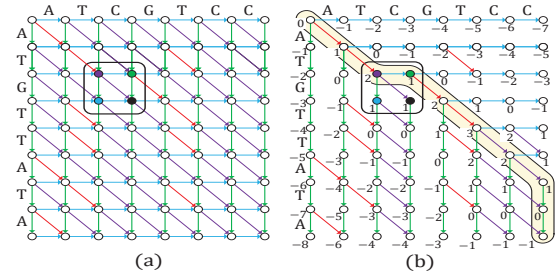 A T C G T C C A T C G T C C
0 −1 −2 −3 −4 −5 −6 −7
A A
−1 1 0 −1 −2 −3 −4 −5
T T
−2 0 2 1 0 −1 −2 −3
G G
−3 −1 1 1 2 1 0 −1
T T
−4 −2 0 0 1 3 2 1
T T
−5 −3 −1 −1 0 2 2
A A
−6 −4 −2 −2 −1 1 1 1
T T
−7 −5 −3 −3 −2 0 0 0
A A
−8 −6 −4 −4 −3 −1 −1 −1
(a) (b)